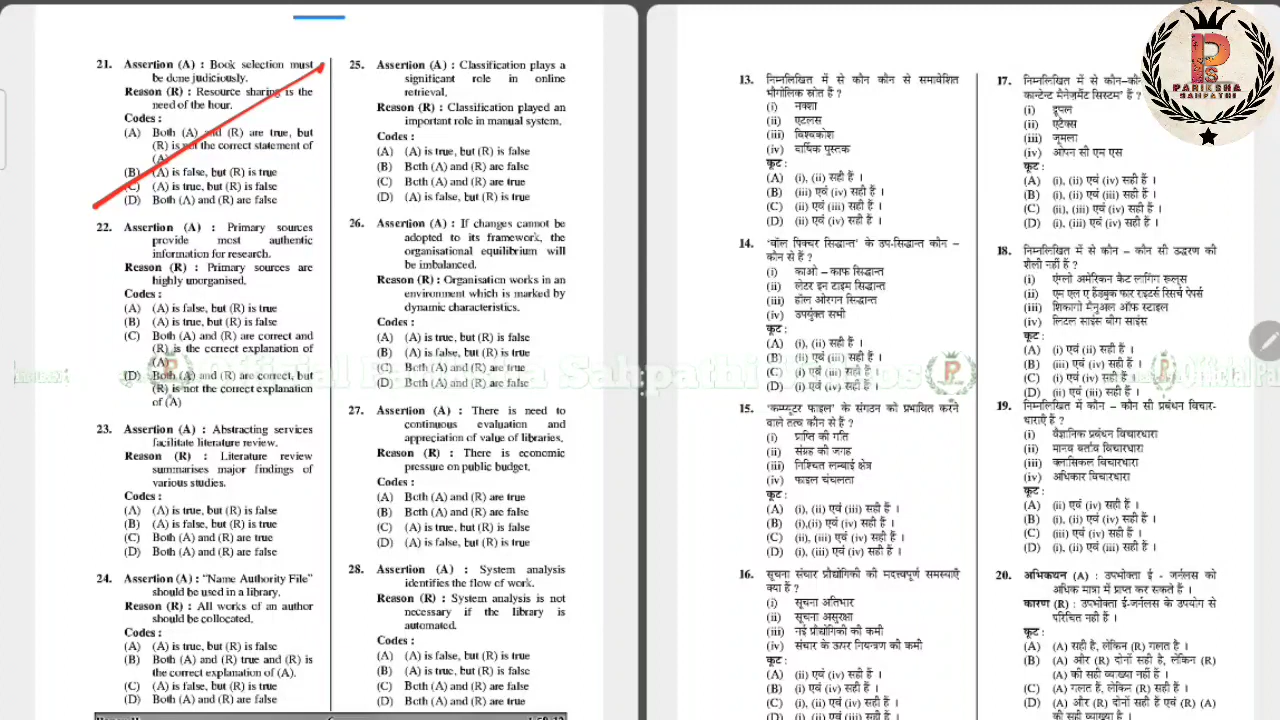 21. Assertion (A) : Book selection must
be done judiciously.
Reason (R) : Resource sharing is the
need of the hour.
Codes :
(A) Both (A) and (R) are true, but
(R) is not the correct statement of
(A)
(B) (A) is false, but (R) is true
(C) (A) is true, but (R) is false
(D) Both (A) and (R) are false
22. Assertion (A) : Primary sources
provide most authentic
information for research.
Reason (R) : Primary sources are
highly unorganised.
Codes :
(A) (A) is false, but (R) is true
(B) (A) is true, but (R) is false
(C) Both (A) and (R) are correct and
(R) is the correct explanation of
(A)
(D) Both (A) and (R) are correct, but
(R) is not the correct explanation
of (A)
23. Assertion (A) : Abstracting services
facilitate literature review.
Reason (R) : Literature review
summarises major findings of
various studies.
Codes :
(A) (A) is true, but (R) is false
(B) (A) is false, but (R) is true
(C) Both (A) and (R) are true
(D) Both (A) and (R) are false
24. Assertion (A) : "Name Authority File"
should be used in a library.
Reason (R) : All works of an author
should be collocated.
Codes :
(A) (A) is true, but (R) is false
(B) Both (A) and (R) true and (R) is
the correct explanation of (A).
(C) (A) is false, but (R) is true
(D) Both (A) and (R) are false
25. Assertion (A) : Classification plays a
significant role in online
retrieval.
Reason (R) : Classification played an
important role in manual system.
Codes :
(A) (A) is true, but (R) is false
(B) Both (A) and (R) are false
(C) Both (A) and (R) are true
(D) (A) is false, but (R) is true
26. Assertion (A) : If changes cannot be
adopted to its framework, the
organisational equilibrium will
be imbalanced.
Reason (R) : Organisation works in an
environment which is marked by
dynamic characteristics.
Codes :
(A) (A) is true, but (R) is false
(B) (A) is false, but (R) is true
(C) Both (A) and (R) are true
(D) Both (A) and (R) are false
27. Assertion (A) : There is need to
continuous evaluation and
appreciation of value of libraries.
Reason (R) : There is economic
pressure on public budget.
Codes :
(A) Both (A) and (R) are true
(B) Both (A) and (R) are false
(C) (A) is true, but (R) is false
(D) (A) is false, but (R) is true
28. Assertion (A) : System analysis
identifies the flow of work.
Reason (R) : System analysis is not
necessary if the library is
automated.
Codes :
(A) (A) is false, but (R) is true
(B) (A) is true, but (R) is false
(C) Both (A) and (R) are false
(D) Both (A) and (R) are true
13. निम्नलिखित में से कौन कौन से समावेशित
भौगोलिक स्रोत हैं ?
(i) नक्शा
(ii) एटलस
(iii) विश्वकोश
(iv) वार्षिक पुस्तक
कूट :
(A) (i), (ii) सही हैं ।
(B) (iii) एवं (iv) सही हैं ।
(C) (ii) एवं (iii) सही हैं ।
(D) (ii) एवं (iv) सही हैं ।
14. 'वॉल पिक्चर सिद्धान्त' के उप-सिद्धान्त कौन –
कौन से हैं ?
(i) काओ – काफ सिद्धान्त
(ii) लेटर इन टाइम सिद्धान्त
(iii) हॉल ओरगन सिद्धान्त
(iv) उपर्युक्त सभी
कूट :
(A) (i), (ii) सही हैं ।
(B) (ii) एवं (iii) सही हैं ।
(C) (i) एवं (iii) सही हैं ।
(D) (i) एवं (iv) सही हैं ।
15. 'कम्प्यूटर फाइल' के संगठन को प्रभावित करने
वाले तत्व कौन से हैं ?
(i) प्राप्ति की गति
(ii) संग्रह की जगह
(iii) निश्चित लम्बाई क्षेत्र
(iv) फाइल चंचलता
कूट :
(A) (i), (ii) एवं (iii) सही हैं ।
(B) (i),(ii) एवं (iv) सही हैं ।
(C) (ii), (iii) एवं (iv) सही हैं ।
(D) (i), (iii) एवं (iv) सही हैं ।
16. सूचना संचार प्रौद्योगिकी की महत्त्वपूर्ण समस्याएँ
क्या हैं ?
(i) सूचना अतिभार
(ii) सूचना असुरक्षा
(iii) नई प्रौद्योगिकी की कमी
(iv) संचार के ऊपर नियन्त्रण की कमी
कूट :
(A) (ii) एवं (iv) सही हैं ।
(B) (i) एवं (iv) सही हैं ।
(C) (i), (ii) एवं (iv) सही हैं ।
17. निम्नलिखित में से कौन–कौन
कान्टेन्ट मैनेज़मेंट सिस्टम' हैं ?
(i) द्रूपल
(ii) एटैक्स
(iii) जूमला
(iv) ओपन सी एम एस
कूट :
(A) (i), (ii) एवं (iv) सही हैं ।
(B) (i), (ii) एवं (iii) सही हैं ।
(C) (ii), (iii) एवं (iv) सही हैं ।
(D) (i), (iii) एवं (iv) सही हैं ।
18. निम्नलिखित में से कौन – कौन सी उद्धरण की
शैली नहीं हैं ?
(i) एंग्लो अमेरिकन कैट लागिंग रूल्स
(ii) एम एल ए हैंडबुक फार राइटर्स रिसर्च पेपर्स
(iii) शिकागो मैनुअल ऑफ स्टाइल
(iv) लिटल साइंस बीग साइंस
कूट :
(A) (i) एवं (ii) सही हैं ।
(B) (iii) एवं (iv) सही हैं ।
(C) (i) एवं (iv) सही हैं ।
(D) (ii) एवं (iv) सही हैं ।
19. निम्नलिखित में कौन – कौन सी प्रबंधन विचार-
धाराएँ हैं ?
(i) वैज्ञानिक प्रबंधन विचारधारा
(ii) मानव बर्ताव विचारधारा
(iii) क्लासिकल विचारधारा
(iv) अधिकार विचारधारा
कूट :
(A) (ii) एवं (iv) सही हैं ।
(B) (i), (ii) एवं (iv) सही हैं ।
(C) (iii) एवं (iv) सही हैं ।
(D) (i), (ii) एवं (iii) सही हैं ।
20. अभिकथन (A) : उपभोक्ता ई - जर्नलस को
अधिक मात्रा में प्राप्त कर सकते हैं ।
कारण (R) : उपभोक्ता ई-जर्नलस के उपयोग से
परिचित नही हैं ।
कूट :
(A) (A) सही है, लेकिन (R) गलत है ।
(B) (A) और (R) दोनों सही है, लेकिन (R)
(A) की सही व्याख्या नहीं है ।
(C) (A) गलत हैं, लेकिन (R) सही है ।
(D) (A) और (R) दोनों सही हैं एवं (R) (A)
की सही व्याख्या है ।
PS
PARIKSHA
SAHPATHI